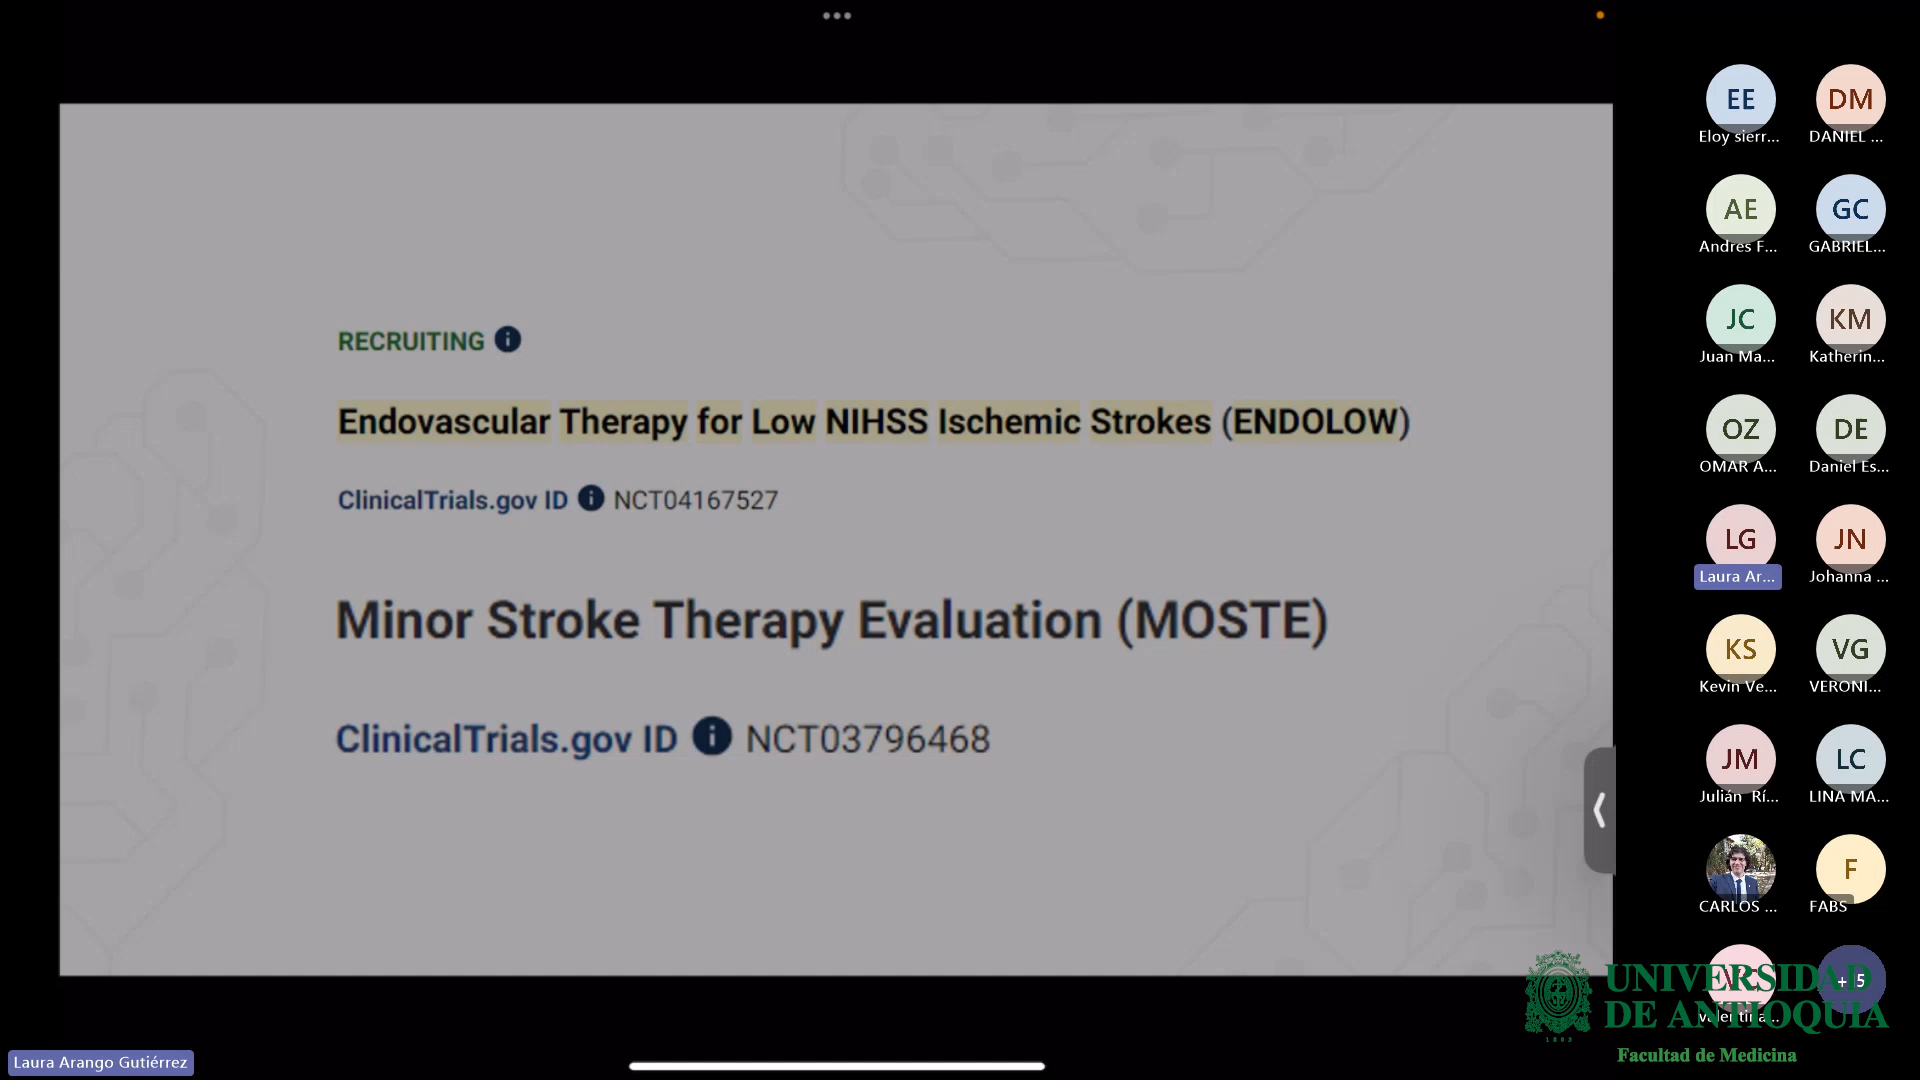 RECRUITING
Endovascular Therapy for Low NIHSS Ischemic Strokes (ENDOLOW)
ClinicalTrials.gov ID NCT04167527
Minor Stroke Therapy Evaluation (MOSTE)
ClinicalTrials.gov ID NCT03796468
EE DM
Eloy sierr... DANIEL ...
AE GC
Andres F... GABRIEL...
JC KM
Juan Ma... Katherin...
OZ DE
OMAR A... Daniel Es...
LG JN
Laura Ar... Johanna ...
KS VG
Kevin Ve... VERONI...
JM LC
Julián Rí... LINA MA...
F
CARLOS ... FABS
+ 5
valentina...
UNIVERSIDAD
DE ANTIOQUIA
1803
Facultad de Medicina
Laura Arango Gutiérrez